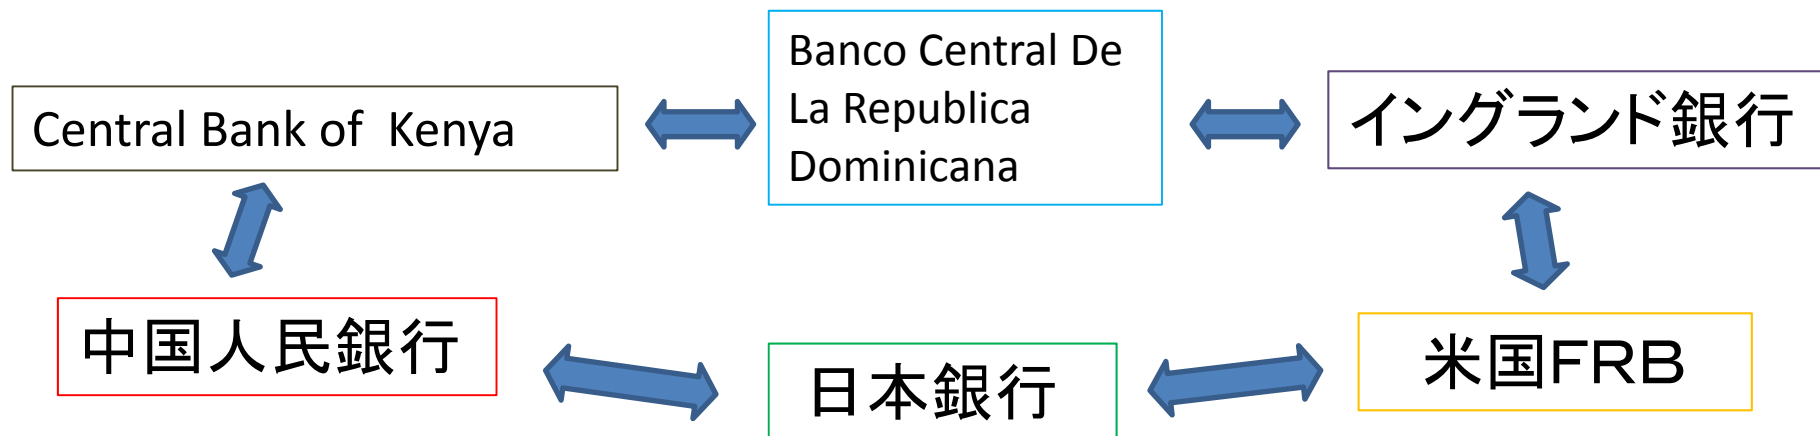 Central Bank of  Kenya
Banco Central De
La Republica
Dominicana
イングランド銀行
中国人民銀行
日本銀行
米国ＦＲＢ